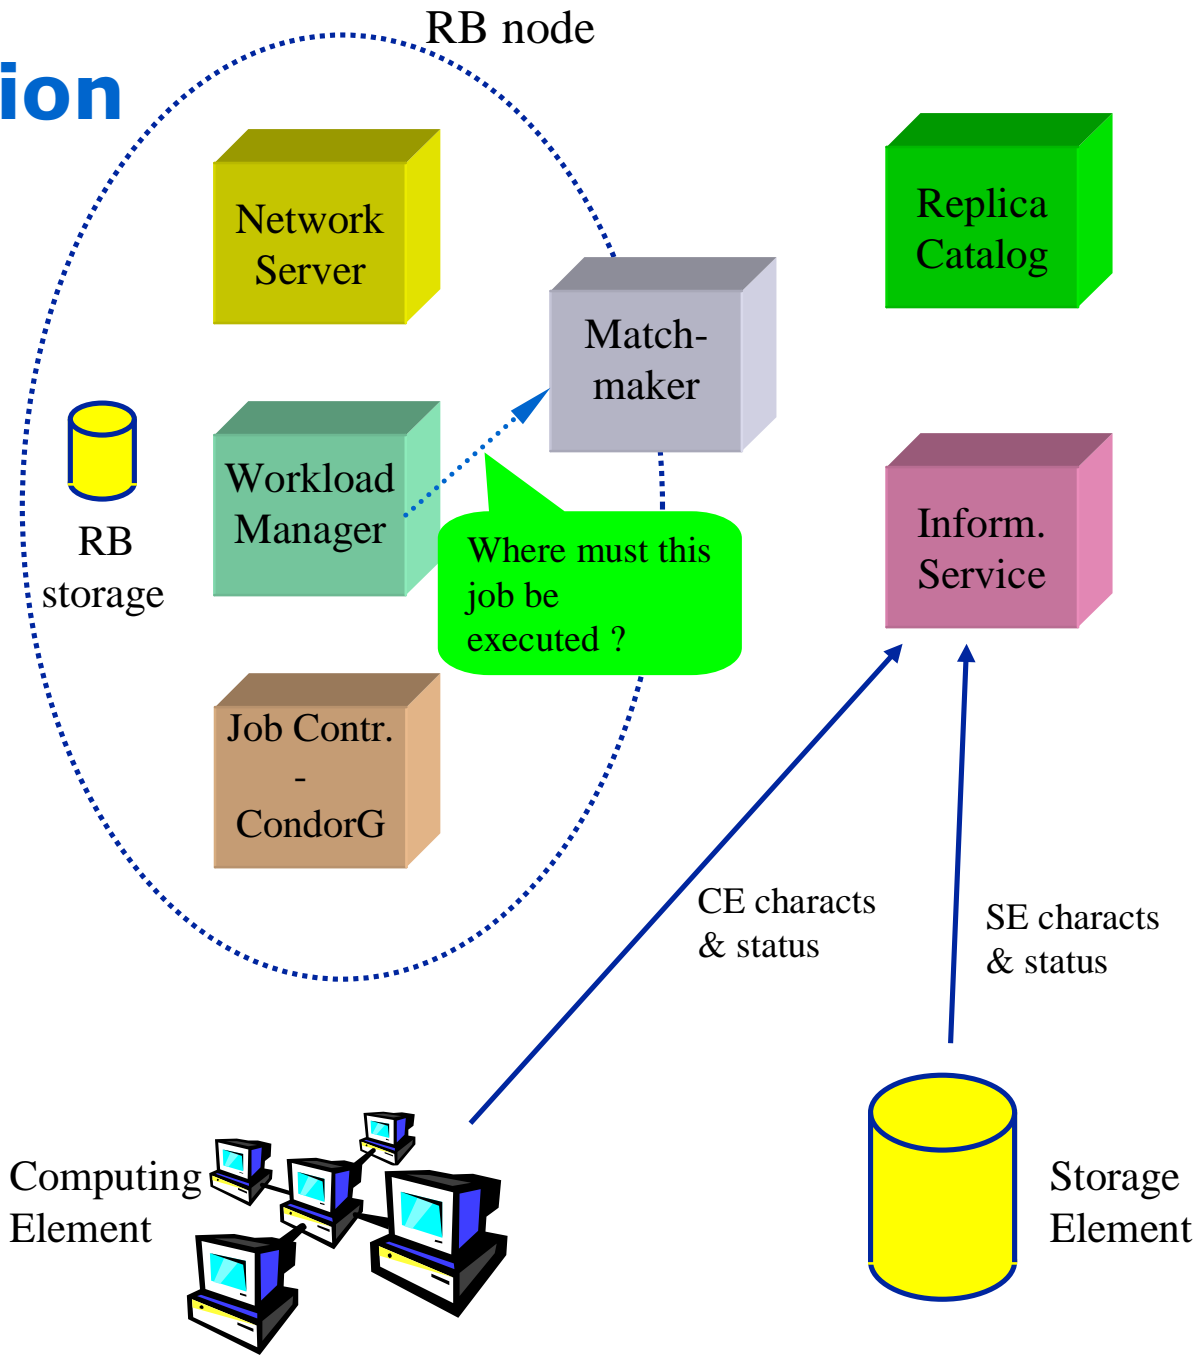 RB node
ion
Network
Server
Replica
Catalog
Match-
maker
Workload
Manager
RB
storage
Where must this
job be
executed ?
Inform.
Service
Job Contr.
-
CondorG
CE characts
& status
SE characts
& status
Computing
Element
Storage
Element